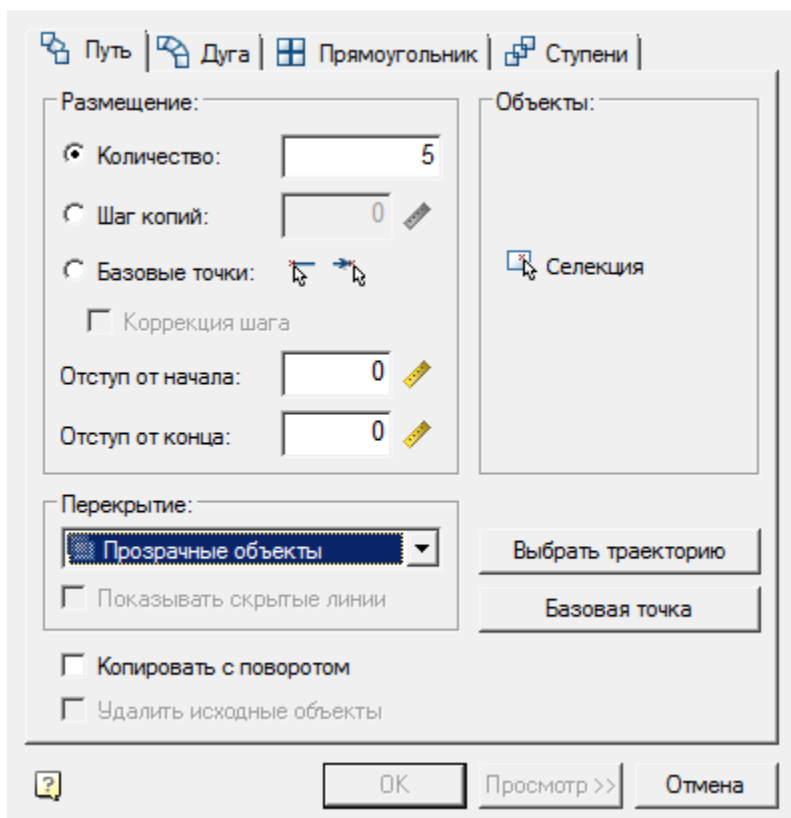 Путь Дуга Прямоугольник Ступени
Размещение:
Количество: 5
Шаг копий: 0
Базовые точки:
Коррекция шага
Отступ от начала: 0
Отступ от конца: 0
Объекты:
Селекция
Перекрытие:
Прозрачные объекты
Показывать скрытые линии
Выбрать траекторию
Базовая точка
Копировать с поворотом
Удалить исходные объекты
? OK Просмотр >> Отмена